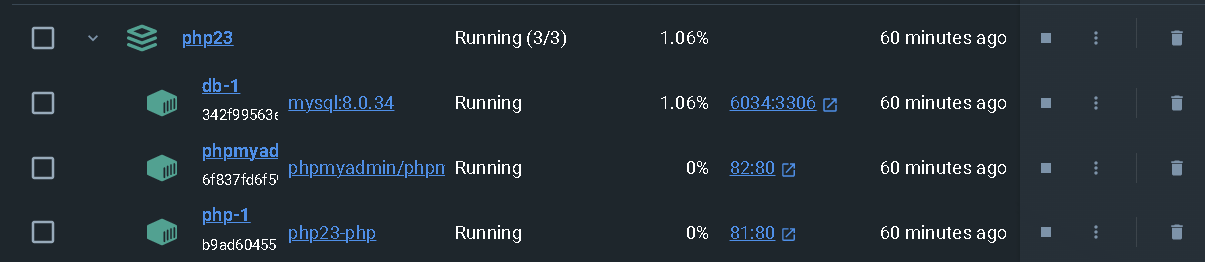 php23 Running (3/3) 1.06% 60 minutes ago
db-1
342f99563e mysql:8.0.34 Running 1.06% 6034:3306 60 minutes ago
phpmyad
6f837fd6f5 phpmyadmin/phpn Running 0% 82:80 60 minutes ago
php-1
b9ad60455 php23-php Running 0% 81:80 60 minutes ago